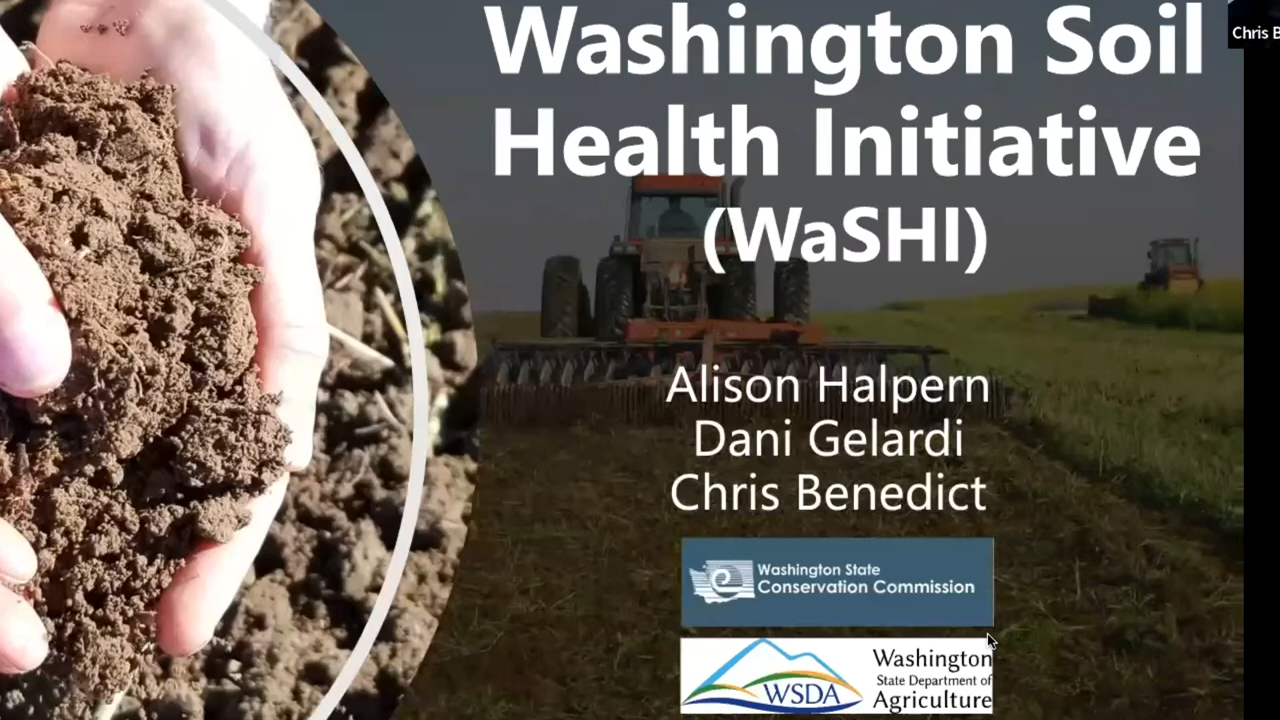 Washington Soil
Health Initiative
(WaSHI)
Chris B
Alison Halpern
Dani Gelardi
Chris Benedict
Washington State
Conservation Commission
WSDA
Washington
State Department of
Agriculture